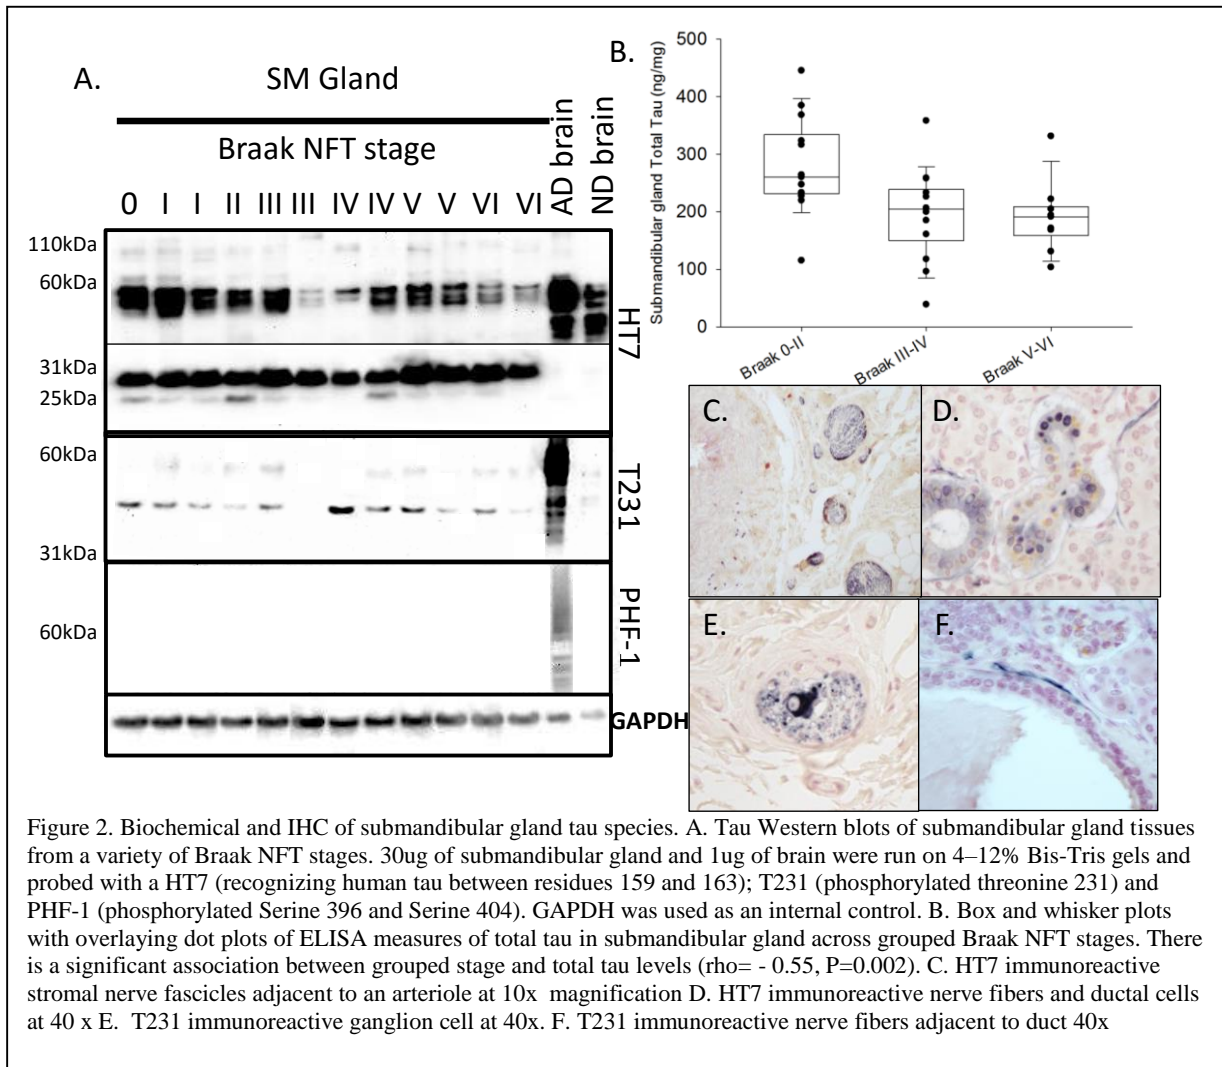 A.
SM Gland
Braak NFT stage
0 I I II III III IV IV V V VI VI AD brain ND brain
110kDa
60kDa
HT7
31kDa
25kDa
60kDa
T231
31kDa
PHF-1
60kDa
GAPDH
B.
Submandibular gland Total Tau (ng/mg)
500
400
300
200
100
0
Braak 0-II
Braak III-IV
Braak V-VI
C.
D.
E.
F.
Figure 2. Biochemical and IHC of submandibular gland tau species. A. Tau Western blots of submandibular gland tissues
from a variety of Braak NFT stages. 30ug of submandibular gland and 1ug of brain were run on 4–12% Bis-Tris gels and
probed with a HT7 (recognizing human tau between residues 159 and 163); T231 (phosphorylated threonine 231) and
PHF-1 (phosphorylated Serine 396 and Serine 404). GAPDH was used as an internal control. B. Box and whisker plots
with overlaying dot plots of ELISA measures of total tau in submandibular gland across grouped Braak NFT stages. There
is a significant association between grouped stage and total tau levels (rho= - 0.55, P=0.002). C. HT7 immunoreactive
stromal nerve fascicles adjacent to an arteriole at 10x magnification D. HT7 immunoreactive nerve fibers and ductal cells
at 40 x E. T231 immunoreactive ganglion cell at 40x. F. T231 immunoreactive nerve fibers adjacent to duct 40x